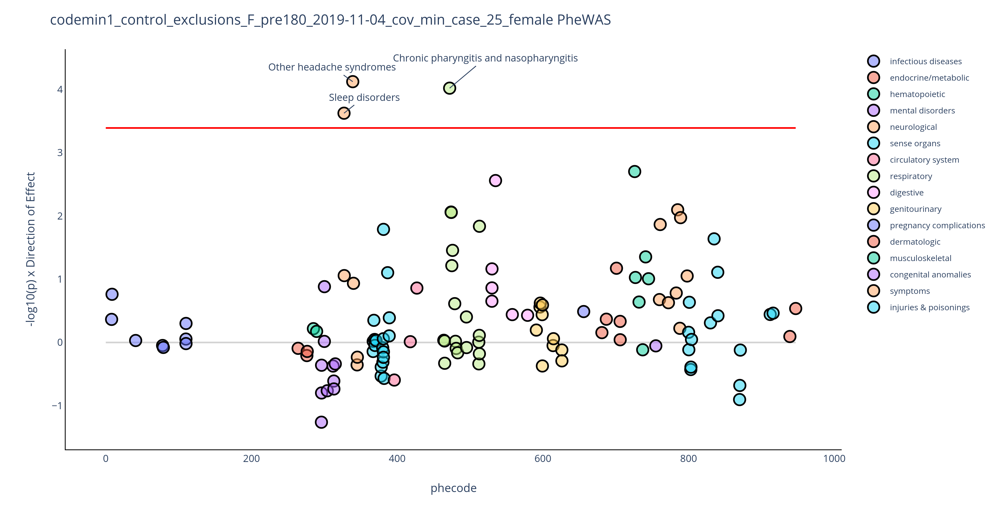 codemin1_control_exclusions_F_pre180_2019-11-04_cov_min_case_25_female PheWAS
Chronic pharyngitis and nasopharyngitis
Other headache syndromes
Sleep disorders
4
3
2
1
0
−1
-log10(p) x Direction of Effect
0
200
400
600
800
1000
phecode
infectious diseases
endocrine/metabolic
hematopoietic
mental disorders
neurological
sense organs
circulatory system
respiratory
digestive
genitourinary
pregnancy complications
dermatologic
musculoskeletal
congenital anomalies
symptoms
injuries & poisonings